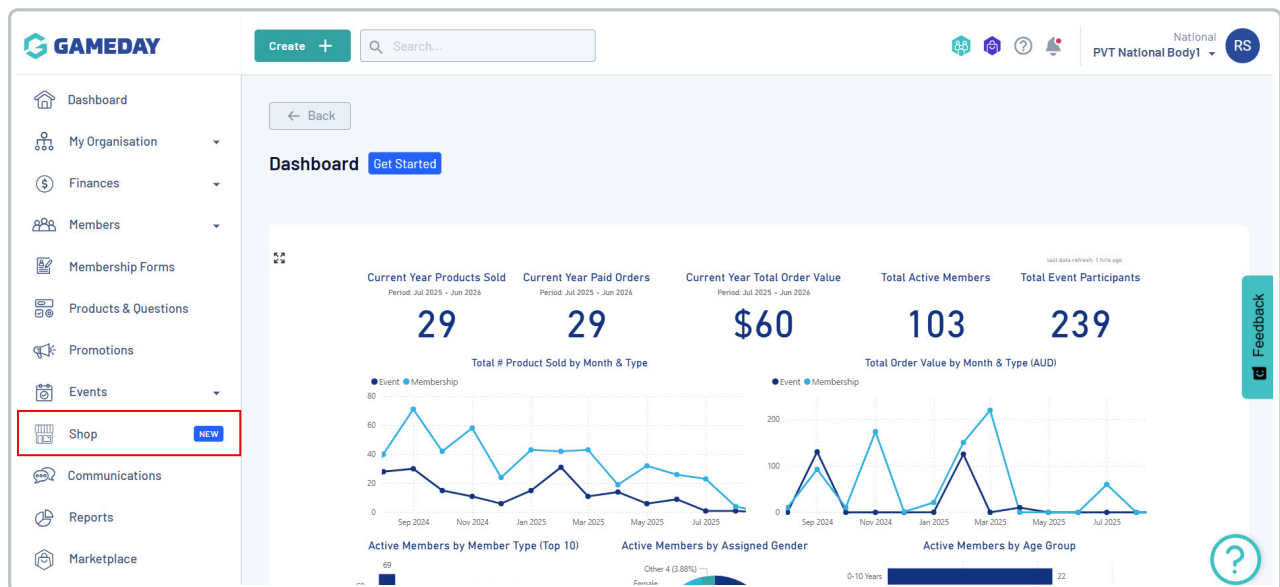 GAMEDAY
Create +
Search...
National
PVT National Body1
RS
Dashboard
My Organisation
Finances
Members
Membership Forms
Products & Questions
Promotions
Events
Shop NEW
Communications
Reports
Marketplace
← Back
Dashboard Get Started
last data refresh: 1 hrs ago
Current Year Products Sold
Period: Jul 2025 - Jun 2026
29
Current Year Paid Orders
Period: Jul 2025 - Jun 2026
29
Current Year Total Order Value
Period: Jul 2025 - Jun 2026
$60
Total Active Members
103
Total Event Participants
239
Total # Product Sold by Month & Type
Event Membership
80
60
40
20
0
Sep 2024 Nov 2024 Jan 2025 Mar 2025 May 2025 Jul 2025
Total Order Value by Month & Type (AUD)
Event Membership
200
100
0
Sep 2024 Nov 2024 Jan 2025 Mar 2025 May 2025 Jul 2025
Active Members by Member Type (Top 10)
69
Active Members by Assigned Gender
Other 4 (3.88%)
Female
Active Members by Age Group
0-10 Years 22
Feedback
?